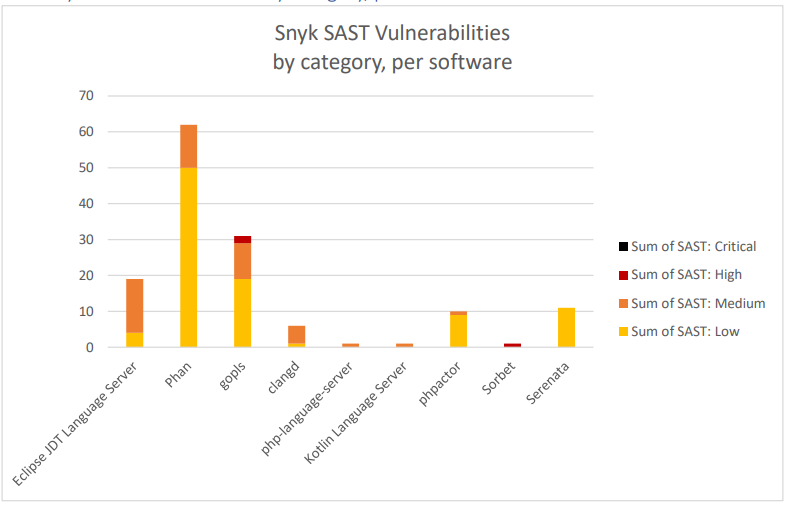 Snyk SAST Vulnerabilities
by category, per software
70
60
50
40
30
20
10
0
Eclipse JDT Language Server
Phan
gopls
clangd
php-language-server
Kotlin Language Server
phpactor
Sorbet
Serenata
Sum of SAST: Critical
Sum of SAST: High
Sum of SAST: Medium
Sum of SAST: Low